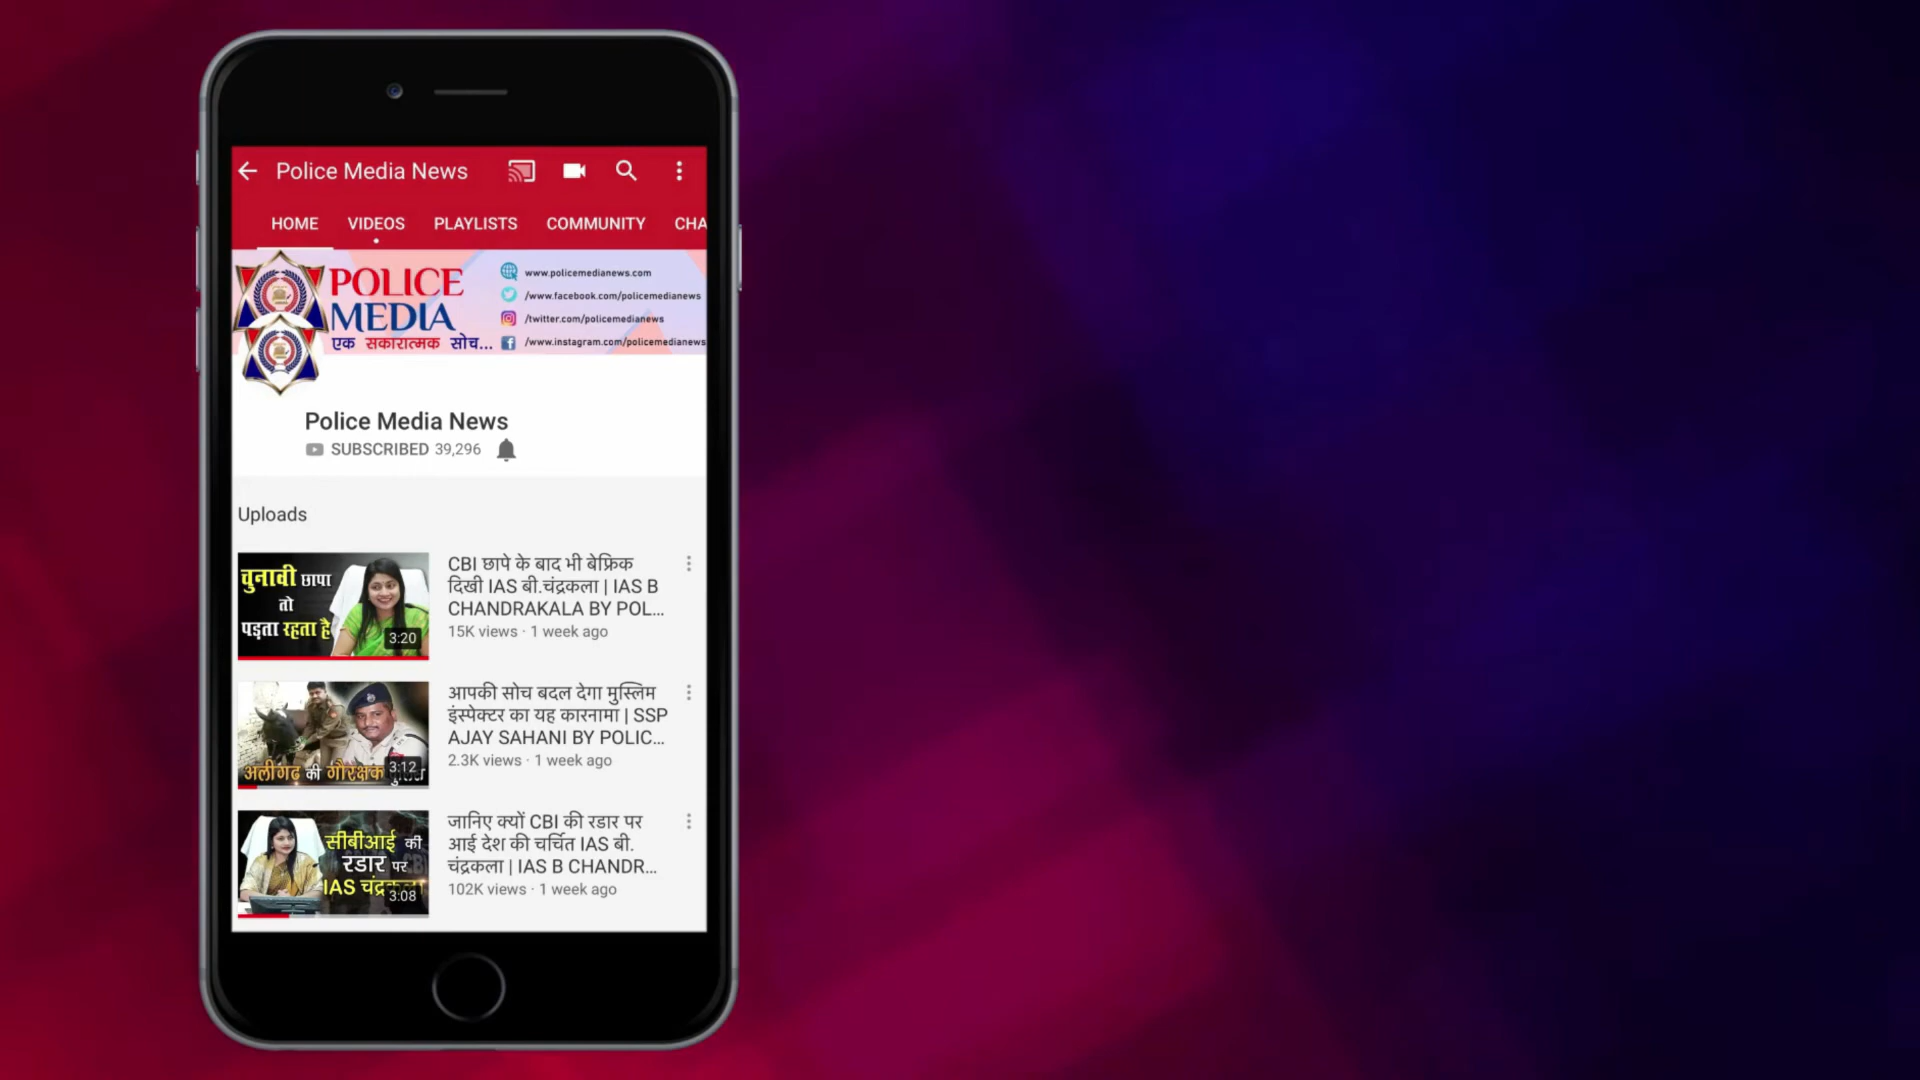 Police Media News
HOME VIDEOS PLAYLISTS COMMUNITY CHA
POLICE
MEDIA
एक सकारात्मक सोच...
www.policemedianews.com
/www.facebook.com/policemedianews
/twitter.com/policemedianews
/www.instagram.com/policemedianews
Police Media News
SUBSCRIBED 39,296
Uploads
चुनावी छापा
तो
पड़ता रहता है
3:20
CBI छापे के बाद भी बेफ्रिक
दिखी IAS बी.चंद्रकला | IAS B
CHANDRAKALA BY POL...
15K views · 1 week ago
अलीगढ की गौरक्षक
3:12
आपकी सोच बदल देगा मुस्लिम
इंस्पेक्टर का यह कारनामा | SSP
AJAY SAHANI BY POLIC...
2.3K views · 1 week ago
सीबीआई की
रडार पर
IAS
3:08
जानिए क्यों CBI की रडार पर
आई देश की चर्चित IAS बी.
चंद्रकला | IAS B CHANDR...
102K views · 1 week ago